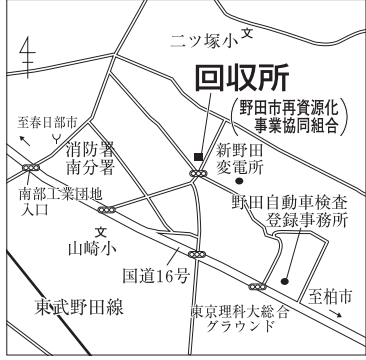 二ツ塚小
文
回収所
(野田市再資源化
事業協同組合)
至春日部市
消防署
南分署
新野田
変電所
南部工業団地
入口
野田自動車検査
登録事務所
文
山崎小
国道16号
東武野田線
東京理科大総合
グラウンド
至柏市